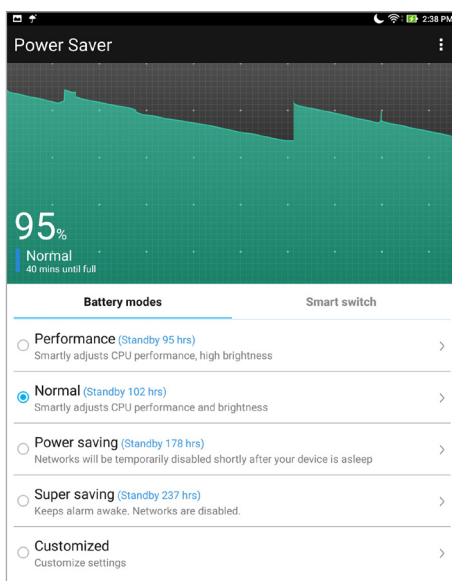 2:38 PM
Power Saver
95%
Normal
40 mins until full
Battery modes
Smart switch
Performance (Standby 95 hrs)
Smartly adjusts CPU performance, high brightness
Normal (Standby 102 hrs)
Smartly adjusts CPU performance and brightness
Power saving (Standby 178 hrs)
Networks will be temporarily disabled shortly after your device is asleep
Super saving (Standby 237 hrs)
Keeps alarm awake. Networks are disabled.
Customized
Customize settings